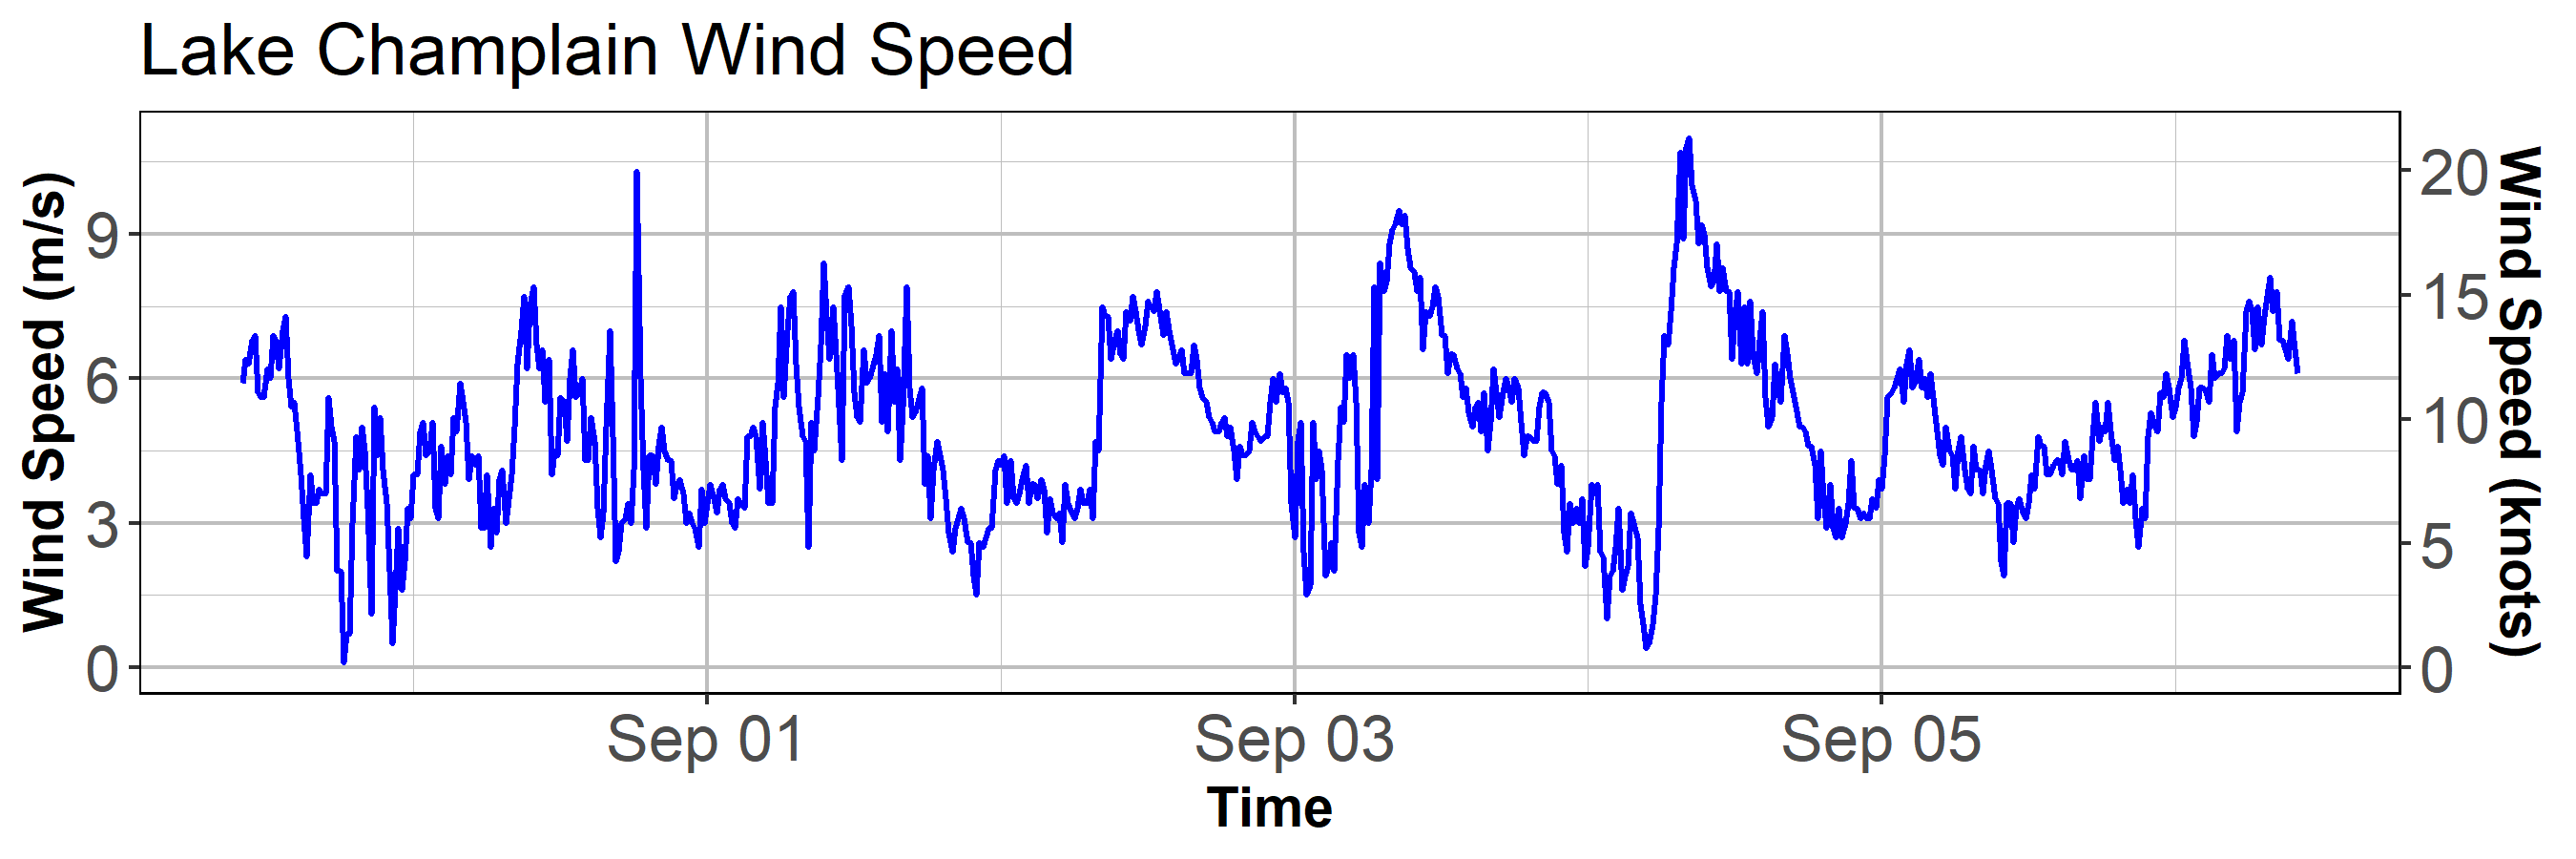 Lake Champlain Wind Speed
Wind Speed (m/s)
9
6
3
0
20
15
10
5
0
Wind Speed (knots)
Sep 01
Sep 03
Sep 05
Time